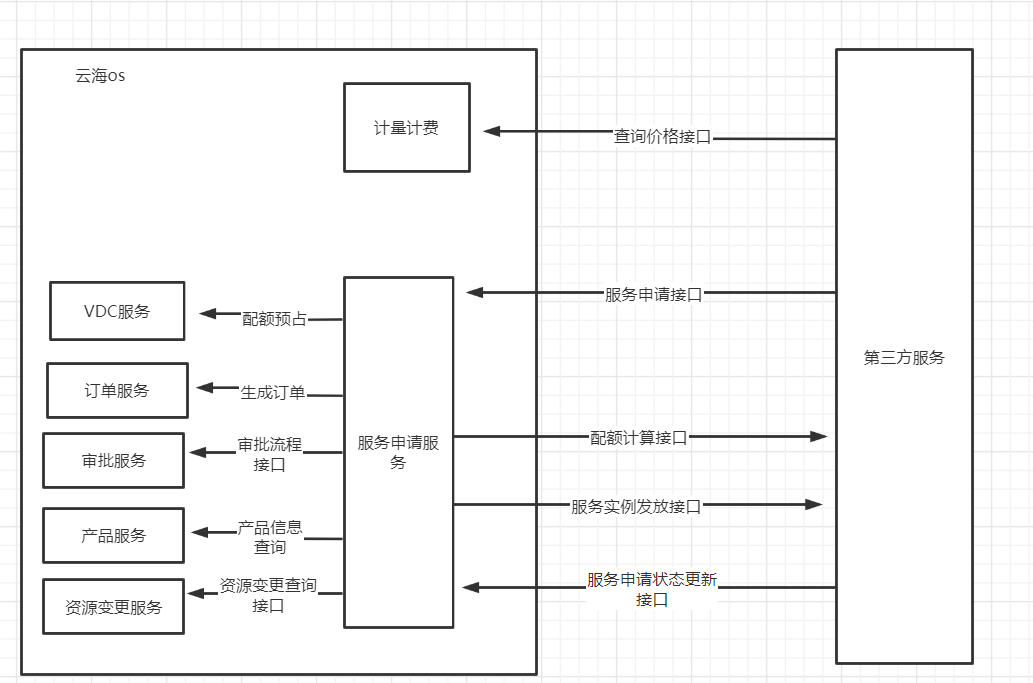 云海os
计量计费
查询价格接口
VDC服务
配额预占
服务申请接口
第三方服务
订单服务
生成订单
服务申请服
务
配额计算接口
审批服务
审批流程
接口
服务实例发放接口
产品服务
产品信息
查询
资源变更服务
资源变更查询
接口
服务申请状态更新
接口